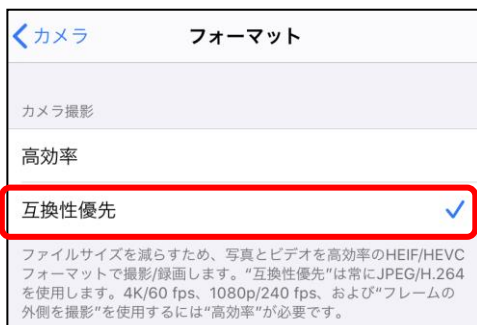 カメラ フォーマット
カメラ撮影
高効率
互換性優先
ファイルサイズを減らすため、写真とビデオを高効率のHEIF/HEVC
フォーマットで撮影/録画します。“互換性優先”は常にJPEG/H.264
を使用します。4K/60 fps、1080p/240 fps、および“フレームの
外側を撮影”を使用するには“高効率”が必要です。